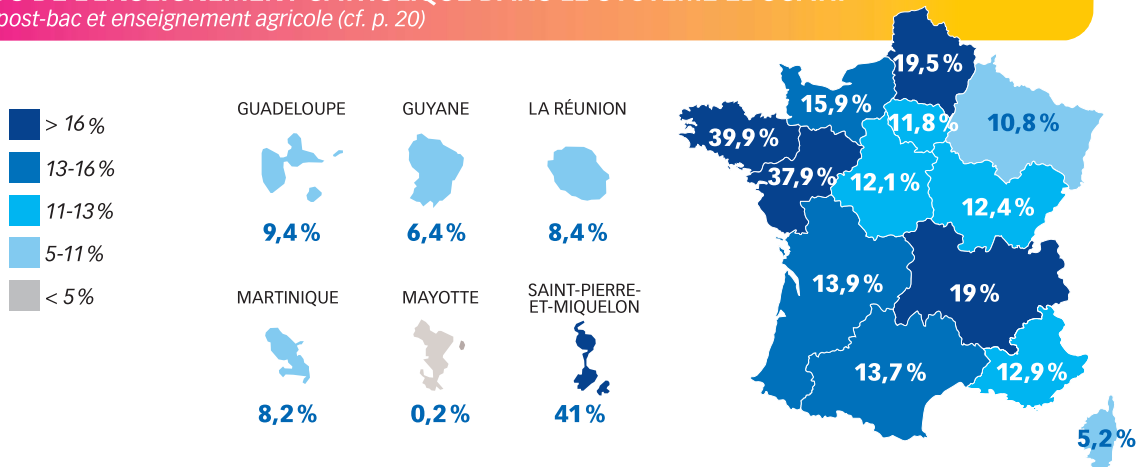 post-bac et enseignement agricole (cf. p. 20)
> 16 %
13-16 %
11-13 %
5-11 %
< 5 %
GUADELOUPE
9,4 %
GUYANE
6,4 %
LA RÉUNION
8,4 %
MARTINIQUE
8,2 %
MAYOTTE
0,2 %
SAINT-PIERRE-
ET-MIQUELON
41 %
19,5 %
15,9 %
11,8 %
10,8 %
39,9 %
37,9 %
12,1 %
12,4 %
13,9 %
19 %
13,7 %
12,9 %
5,2 %